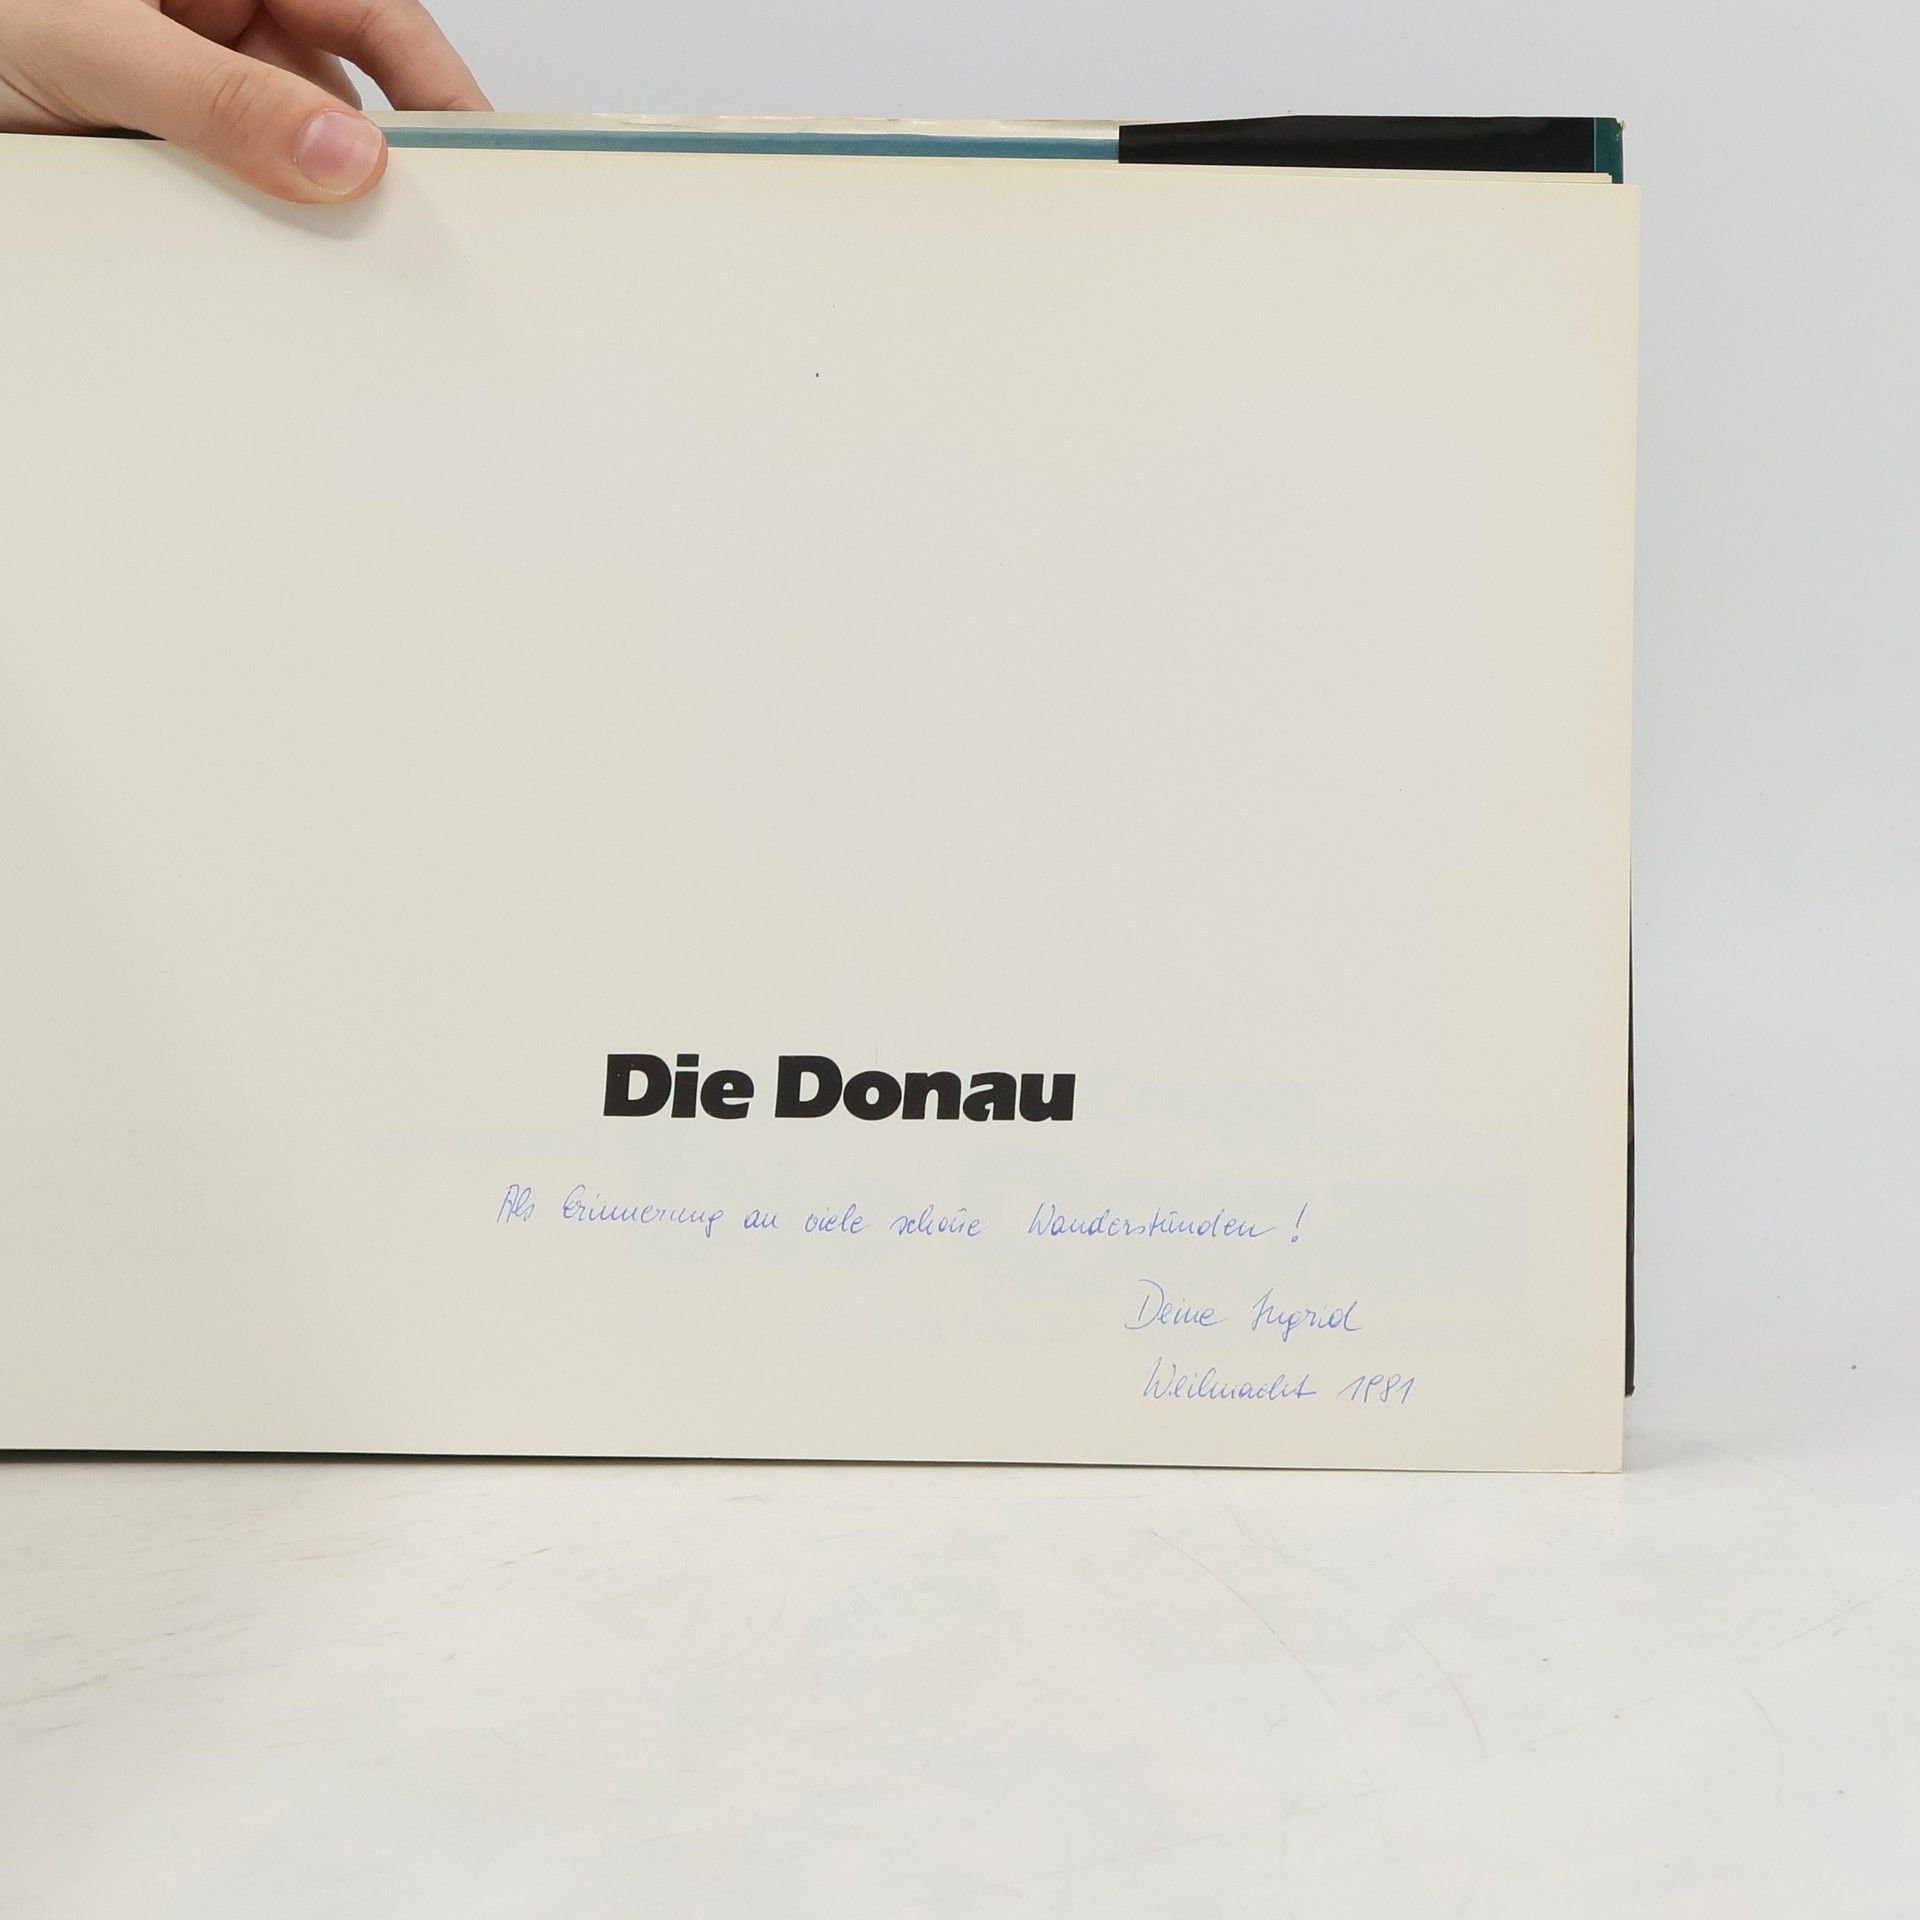 Die Donau
Als Erinnerung an viele schöne Wanderstunden!
Deine Ingrid
Weihnacht 1981